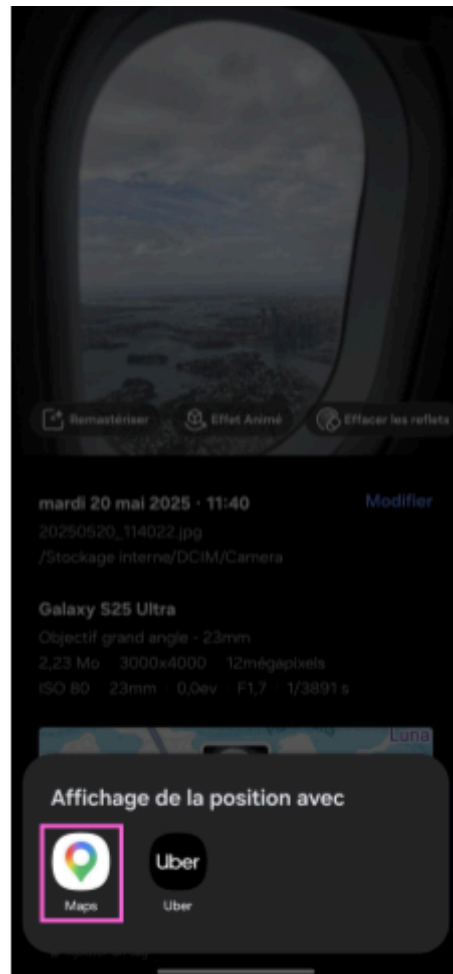 Remastériser
Effet Animé
Effacer les reflets
mardi 20 mai 2025 · 11:40
Modifier
20250520_114022.jpg
/Stockage interne/DCIM/Camera
Galaxy S25 Ultra
Objectif grand angle - 23mm
2,23 Mo 3000x4000 12mégapixels
ISO 80 23mm 0,0ev F1,7 1/3891 s
Luna
Affichage de la position avec
Uber
Maps
Uber